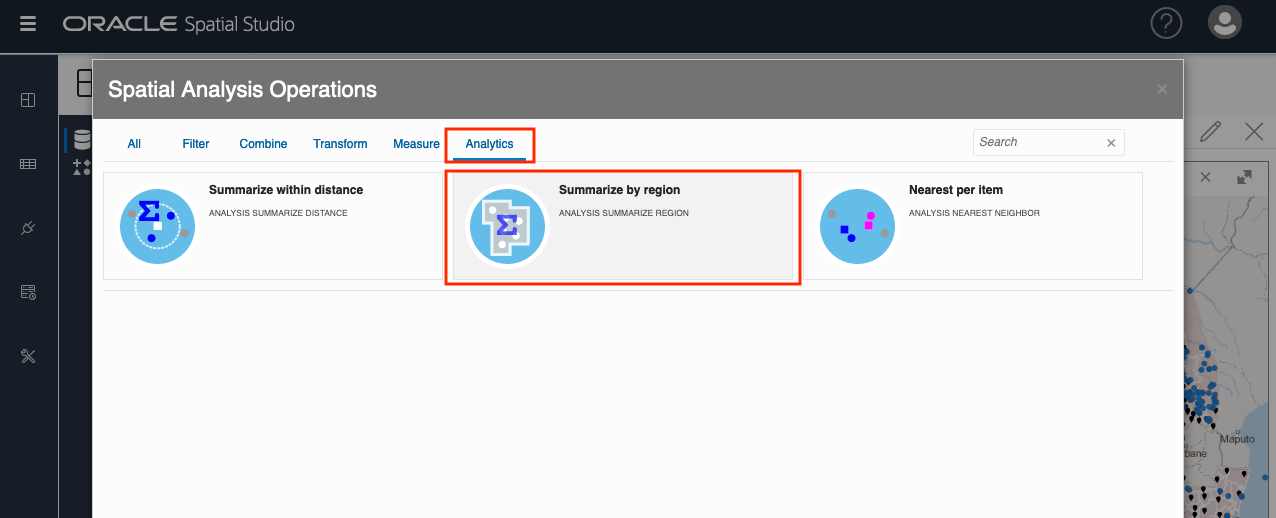 ORACLE Spatial Studio
?
Spatial Analysis Operations
All Filter Combine Transform Measure Analytics Search
Summarize within distance
ANALYSIS SUMMARIZE DISTANCE
Summarize by region
ANALYSIS SUMMARIZE REGION
Nearest per item
ANALYSIS NEAREST NEIGHBOR
Σ
Σ
Maputo
bane